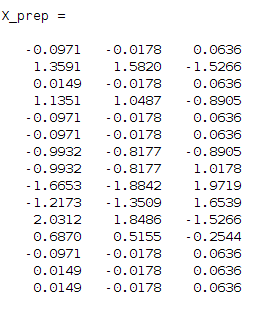 X_prep =
-0.0971 -0.0178 0.0636
1.3591 1.5820 -1.5266
0.0149 -0.0178 0.0636
1.1351 1.0487 -0.8905
-0.0971 -0.0178 0.0636
-0.0971 -0.0178 0.0636
-0.9932 -0.8177 -0.8905
-0.9932 -0.8177 1.0178
-1.6653 -1.8842 1.9719
-1.2173 -1.3509 1.6539
2.0312 1.8486 -1.5266
0.6870 0.5155 -0.2544
-0.0971 -0.0178 0.0636
0.0149 -0.0178 0.0636
0.0149 -0.0178 0.0636